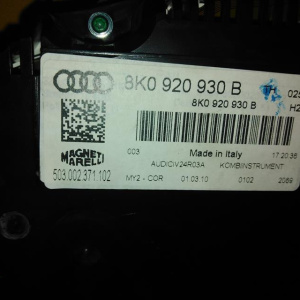 8K0 920 930 B
8K0 920 930 B
H2
003 Made in Italy 17:20:36
MAGNETI MARELLI
AUDICIV24R03A KOMBIINSTRUMENT
503.002.371.102
MY2 - COR 01.03.10 0102 2069